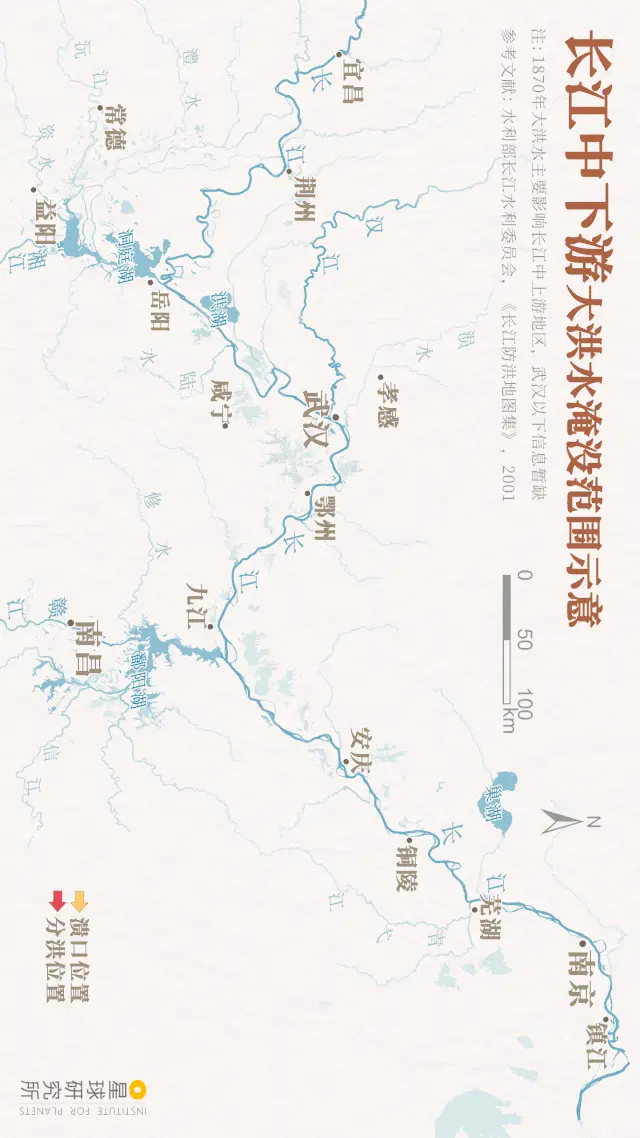 长江中下游大洪水淹没范围示意
注：1870年大洪水主要影响长江中上游地区，武汉以下信息暂缺
参考文献：水利部长江水利委员会，《长江防洪地图集》，2001
0 50 100
km
N
宜昌
长
江
荆州
澧水
沅江
常德
资水
益阳
湘江
洞庭湖
岳阳
汉
江
洪湖
陆水
咸宁
涢水
孝感
武汉
鄂州
长
江
修水
九江
赣江
南昌
鄱阳湖
信江
安庆
巢湖
铜陵
长
江
芜湖
青弋江
南京
镇江
溃口位置
分洪位置
星球研究所
INSTITUTE FOR PLANETS